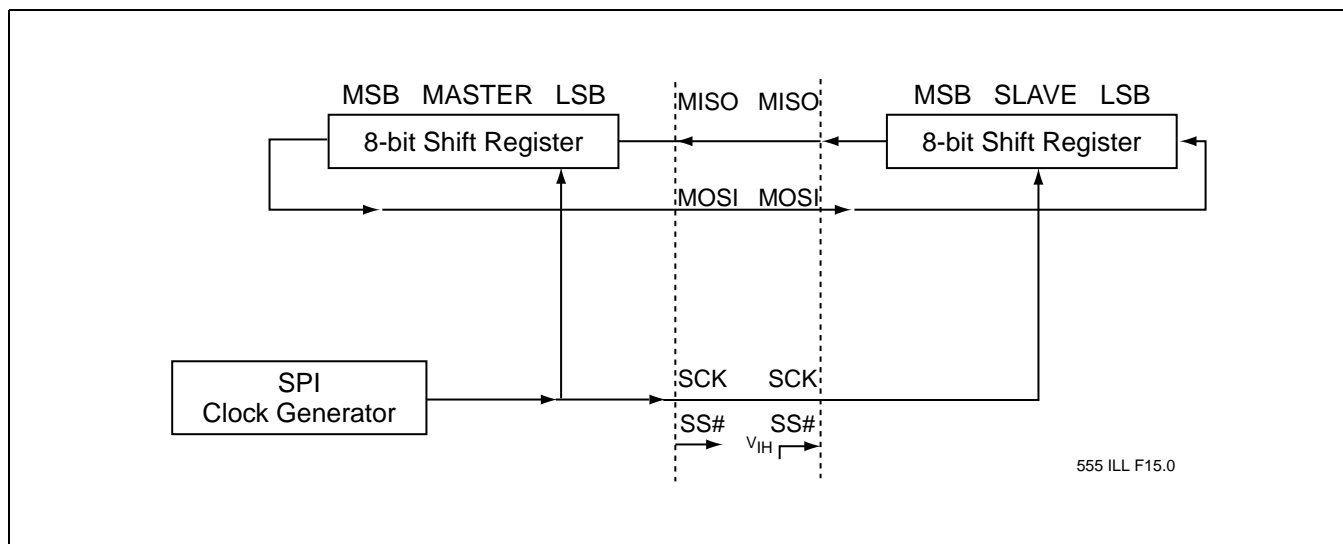 MSB MASTER LSB
MISO MISO
MSB SLAVE LSB
8-bit Shift Register
8-bit Shift Register
MOSI MOSI
SPI
Clock Generator
SCK SCK
SS# SS#
VIH
555 ILL F15.0